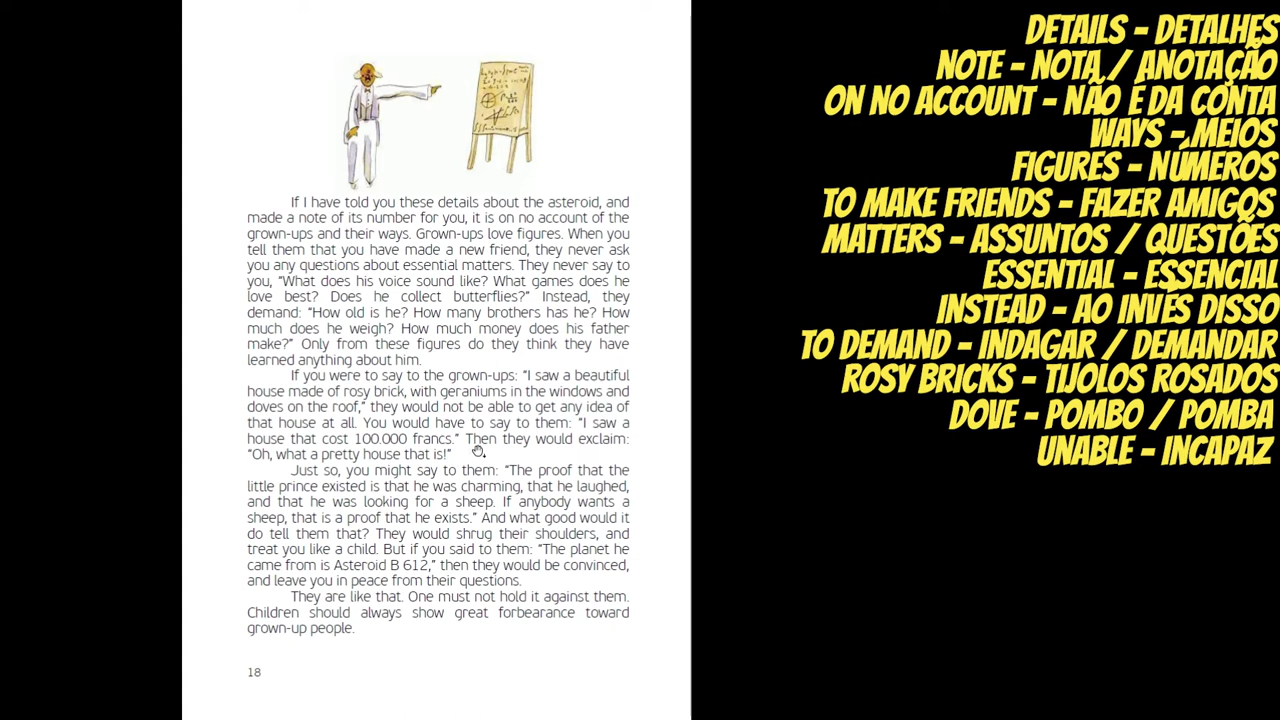 If I have told you these details about the asteroid, and
made a note of its number for you, it is on no account of the
grown-ups and their ways. Grown-ups love figures. When you
tell them that you have made a new friend, they never ask
you any questions about essential matters. They never say to
you, “What does his voice sound like? What games does he
love best? Does he collect butterflies?” Instead, they
demand: “How old is he? How many brothers has he? How
much does he weigh? How much money does his father
make?” Only from these figures do they think they have
learned anything about him.
If you were to say to the grown-ups: “I saw a beautiful
house made of rosy brick, with geraniums in the windows and
doves on the roof,” they would not be able to get any idea of
that house at all. You would have to say to them: “I saw a
house that cost 100.000 francs.” Then they would exclaim:
“Oh, what a pretty house that is!”
Just so, you might say to them: “The proof that the
little prince existed is that he was charming, that he laughed,
and that he was looking for a sheep. If anybody wants a
sheep, that is a proof that he exists.” And what good would it
do tell them that? They would shrug their shoulders, and
treat you like a child. But if you said to them: “The planet he
came from is Asteroid B 612,” then they would be convinced,
and leave you in peace from their questions.
They are like that. One must not hold it against them.
Children should always show great forbearance toward
grown-up people.
18
DETAILS - DETALHES
NOTE - NOTA / ANOTAÇÃO
ON NO ACCOUNT - NÃO É DA CONTA
WAYS - MEIOS
FIGURES - NÚMEROS
TO MAKE FRIENDS - FAZER AMIGOS
MATTERS - ASSUNTOS / QUESTÕES
ESSENTIAL - ESSENCIAL
INSTEAD - AO INVÉS DISSO
TO DEMAND - INDAGAR / DEMANDAR
ROSY BRICKS - TIJOLOS ROSADOS
DOVE - POMBO / POMBA
UNABLE - INCAPAZ